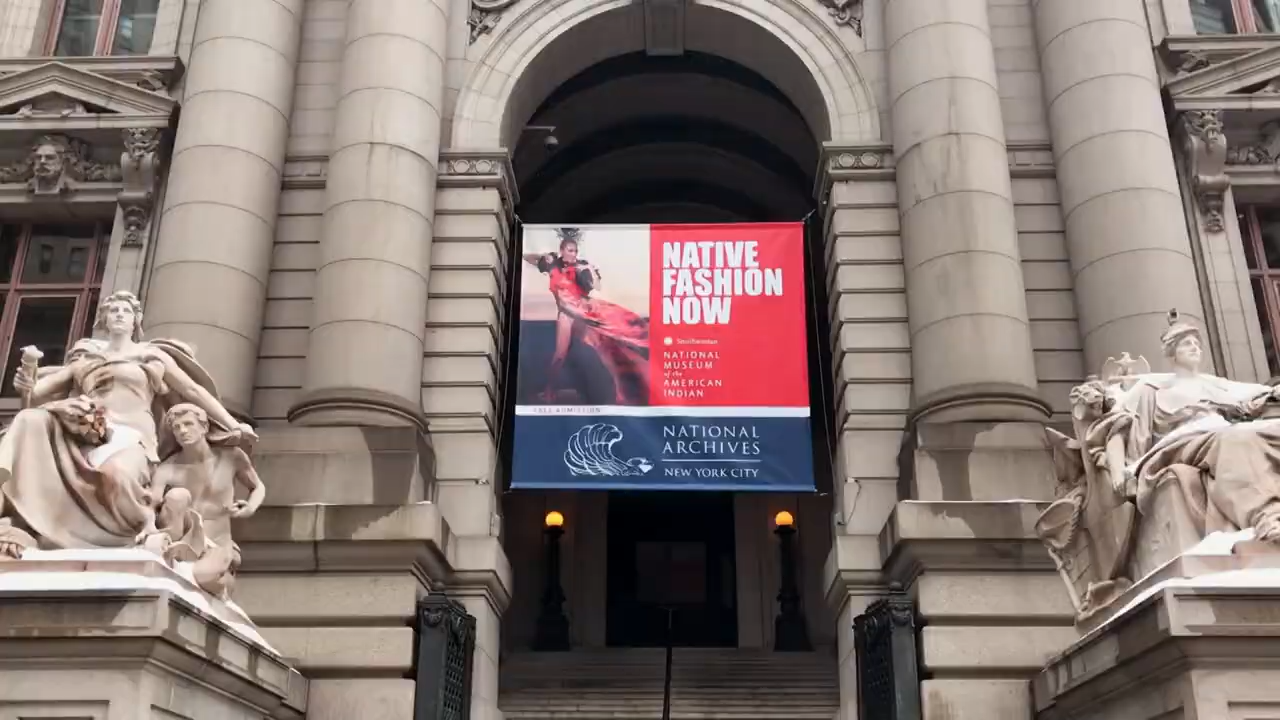 NATIVE
FASHION
NOW
Smithsonian
NATIONAL
MUSEUM
of the
AMERICAN
INDIAN
FREE ADMISSION
NATIONAL
ARCHIVES
NEW YORK CITY